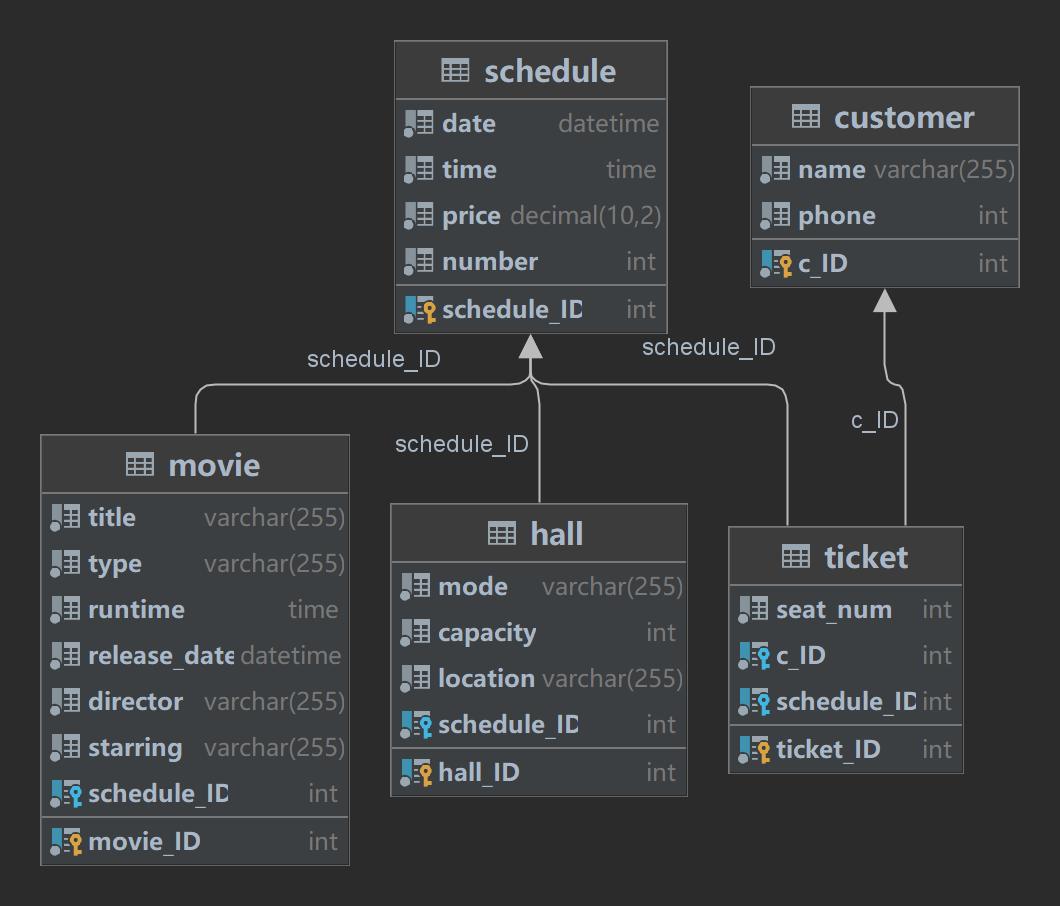 schedule
date datetime
time time
price decimal(10,2)
number int
schedule_ID int
customer
name varchar(255)
phone int
c_ID int
schedule_ID
schedule_ID
schedule_ID
c_ID
movie
title varchar(255)
type varchar(255)
runtime time
release_date datetime
director varchar(255)
starring varchar(255)
schedule_ID int
movie_ID int
hall
mode varchar(255)
capacity int
location varchar(255)
schedule_ID int
hall_ID int
ticket
seat_num int
c_ID int
schedule_ID int
ticket_ID int